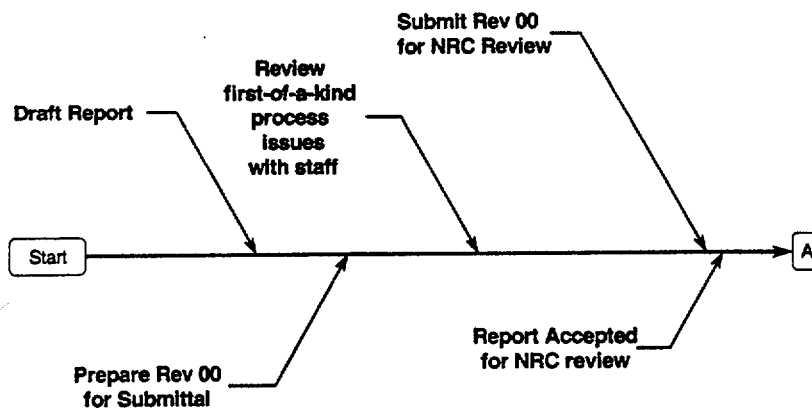 Submit Rev 00
for NRC Review
Review
first-of-a-kind
process
issues
with staff
Draft Report
Start
A
Report Accepted
for NRC review
Prepare Rev 00
for Submittal